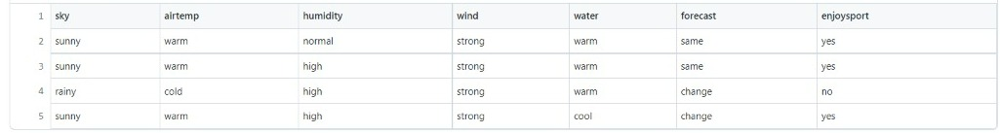 1 sky airtemp humidity wind water forecast enjoysport
2 sunny warm normal strong warm same yes
3 sunny warm high strong warm same yes
4 rainy cold high strong warm change no
5 sunny warm high strong cool change yes